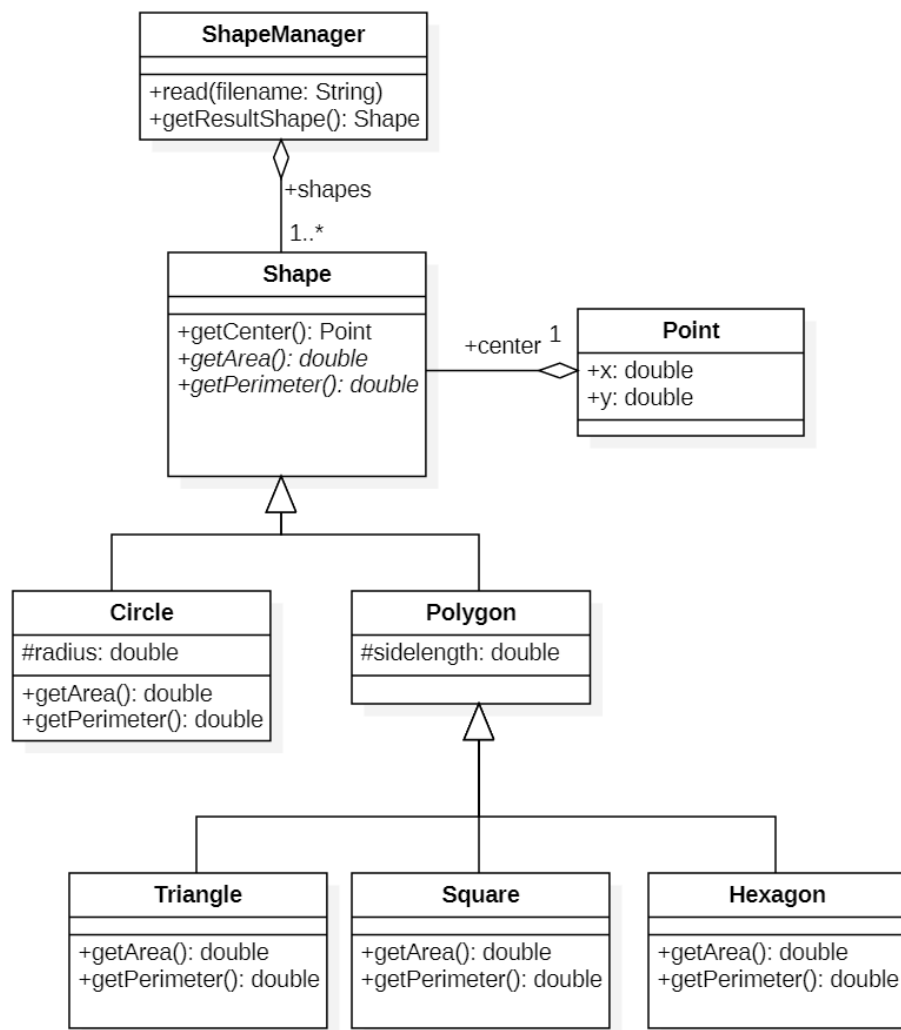 ShapeManager
+read(filename: String)
+getResultShape(): Shape
+shapes
1..*
Shape
+getCenter(): Point
+getArea(): double
+getPerimeter(): double
+center
1
Point
+x: double
+y: double
Circle
#radius: double
+getArea(): double
+getPerimeter(): double
Polygon
#sidelength: double
Triangle
+getArea(): double
+getPerimeter(): double
Square
+getArea(): double
+getPerimeter(): double
Hexagon
+getArea(): double
+getPerimeter(): double